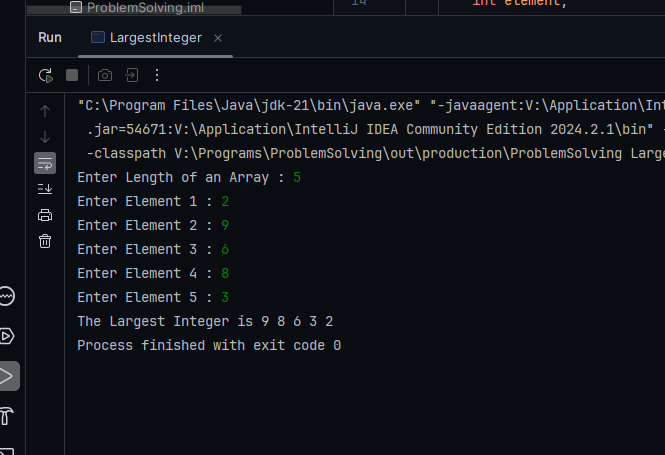 ProblemSolving.iml
14
int element;
Run
LargestInteger
"C:\Program Files\Java\jdk-21\bin\java.exe" "-javaagent:V:\Application\Int
.jar=54671:V:\Application\IntelliJ IDEA Community Edition 2024.2.1\bin" -
-classpath V:\Programs\ProblemSolving\out\production\ProblemSolving Large
Enter Length of an Array : 5
Enter Element 1 : 2
Enter Element 2 : 9
Enter Element 3 : 6
Enter Element 4 : 8
Enter Element 5 : 3
The Largest Integer is 9 8 6 3 2
Process finished with exit code 0